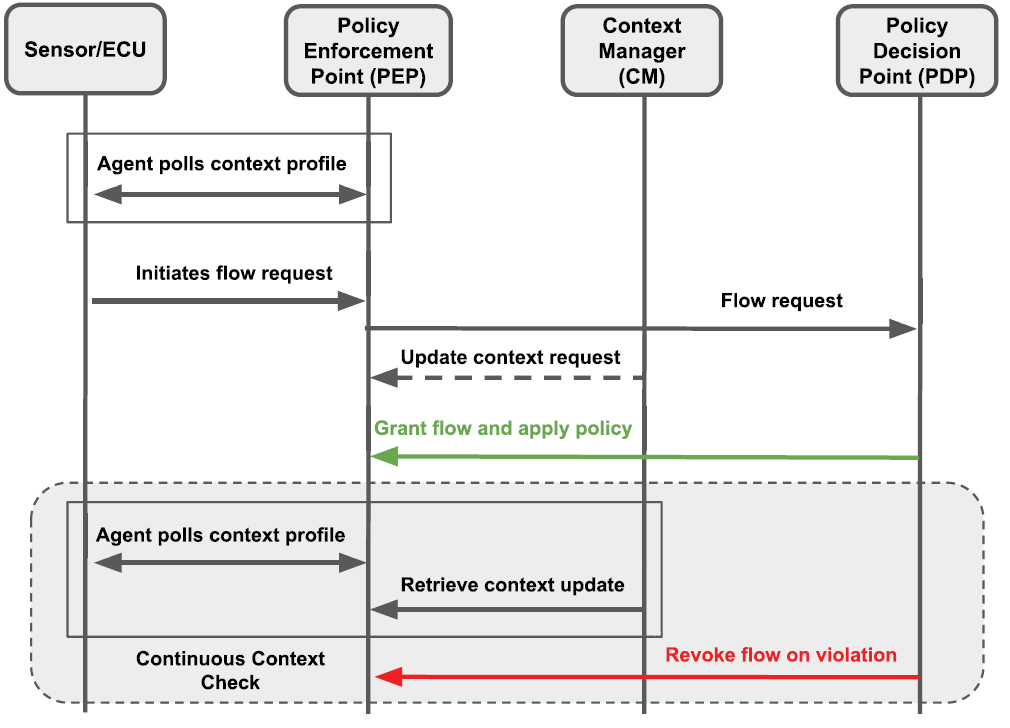 Sensor/ECU
Policy
Enforcement
Point (PEP)
Context
Manager
(CM)
Policy
Decision
Point (PDP)
Agent polls context profile
Initiates flow request
Flow request
Update context request
Grant flow and apply policy
Agent polls context profile
Retrieve context update
Continuous Context
Check
Revoke flow on violation